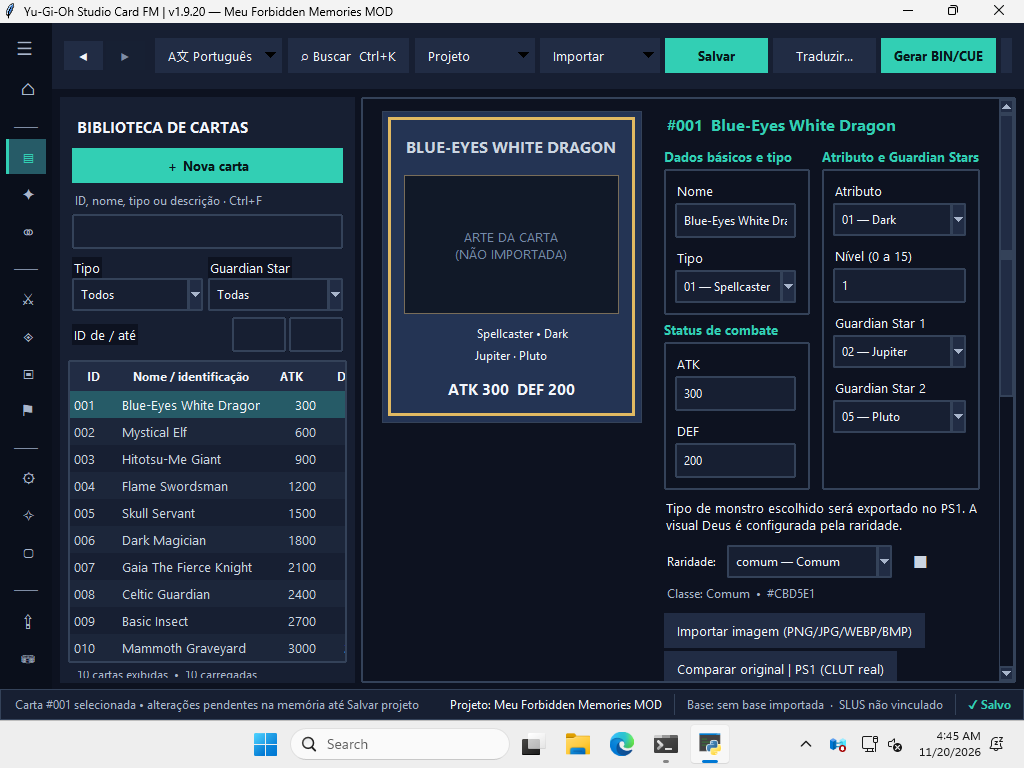 Yu-Gi-Oh Studio Card FM | v1.9.20 — Meu Forbidden Memories MOD
A文 Português
Buscar Ctrl+K
Projeto
Importar
Salvar
Traduzir...
Gerar BIN/CUE
BIBLIOTECA DE CARTAS
+ Nova carta
ID, nome, tipo ou descrição · Ctrl+F
Tipo
Guardian Star
Todos
Todas
ID de / até
ID Nome / identificação ATK D
001 Blue-Eyes White Dragor 300
002 Mystical Elf 600
003 Hitotsu-Me Giant 900
004 Flame Swordsman 1200
005 Skull Servant 1500
006 Dark Magician 1800
007 Gaia The Fierce Knight 2100
008 Celtic Guardian 2400
009 Basic Insect 2700
010 Mammoth Graveyard 3000
10 cartas exibidas • 10 carregadas
BLUE-EYES WHITE DRAGON
ARTE DA CARTA
(NÃO IMPORTADA)
Spellcaster • Dark
Jupiter · Pluto
ATK 300 DEF 200
#001 Blue-Eyes White Dragon
Dados básicos e tipo
Nome
Blue-Eyes White Dra
Tipo
01 — Spellcaster
Status de combate
ATK
300
DEF
200
Atributo e Guardian Stars
Atributo
01 — Dark
Nível (0 a 15)
1
Guardian Star 1
02 — Jupiter
Guardian Star 2
05 — Pluto
Tipo de monstro escolhido será exportado no PS1. A
visual Deus é configurada pela raridade.
Raridade:
comum — Comum
Classe: Comum • #CBD5E1
Importar imagem (PNG/JPG/WEBP/BMP)
Comparar original | PS1 (CLUT real)
Carta #001 selecionada • alterações pendentes na memória até Salvar projeto
Projeto: Meu Forbidden Memories MOD
Base: sem base importada · SLUS não vinculado
✓ Salvo
Search
4:45 AM
11/20/2026